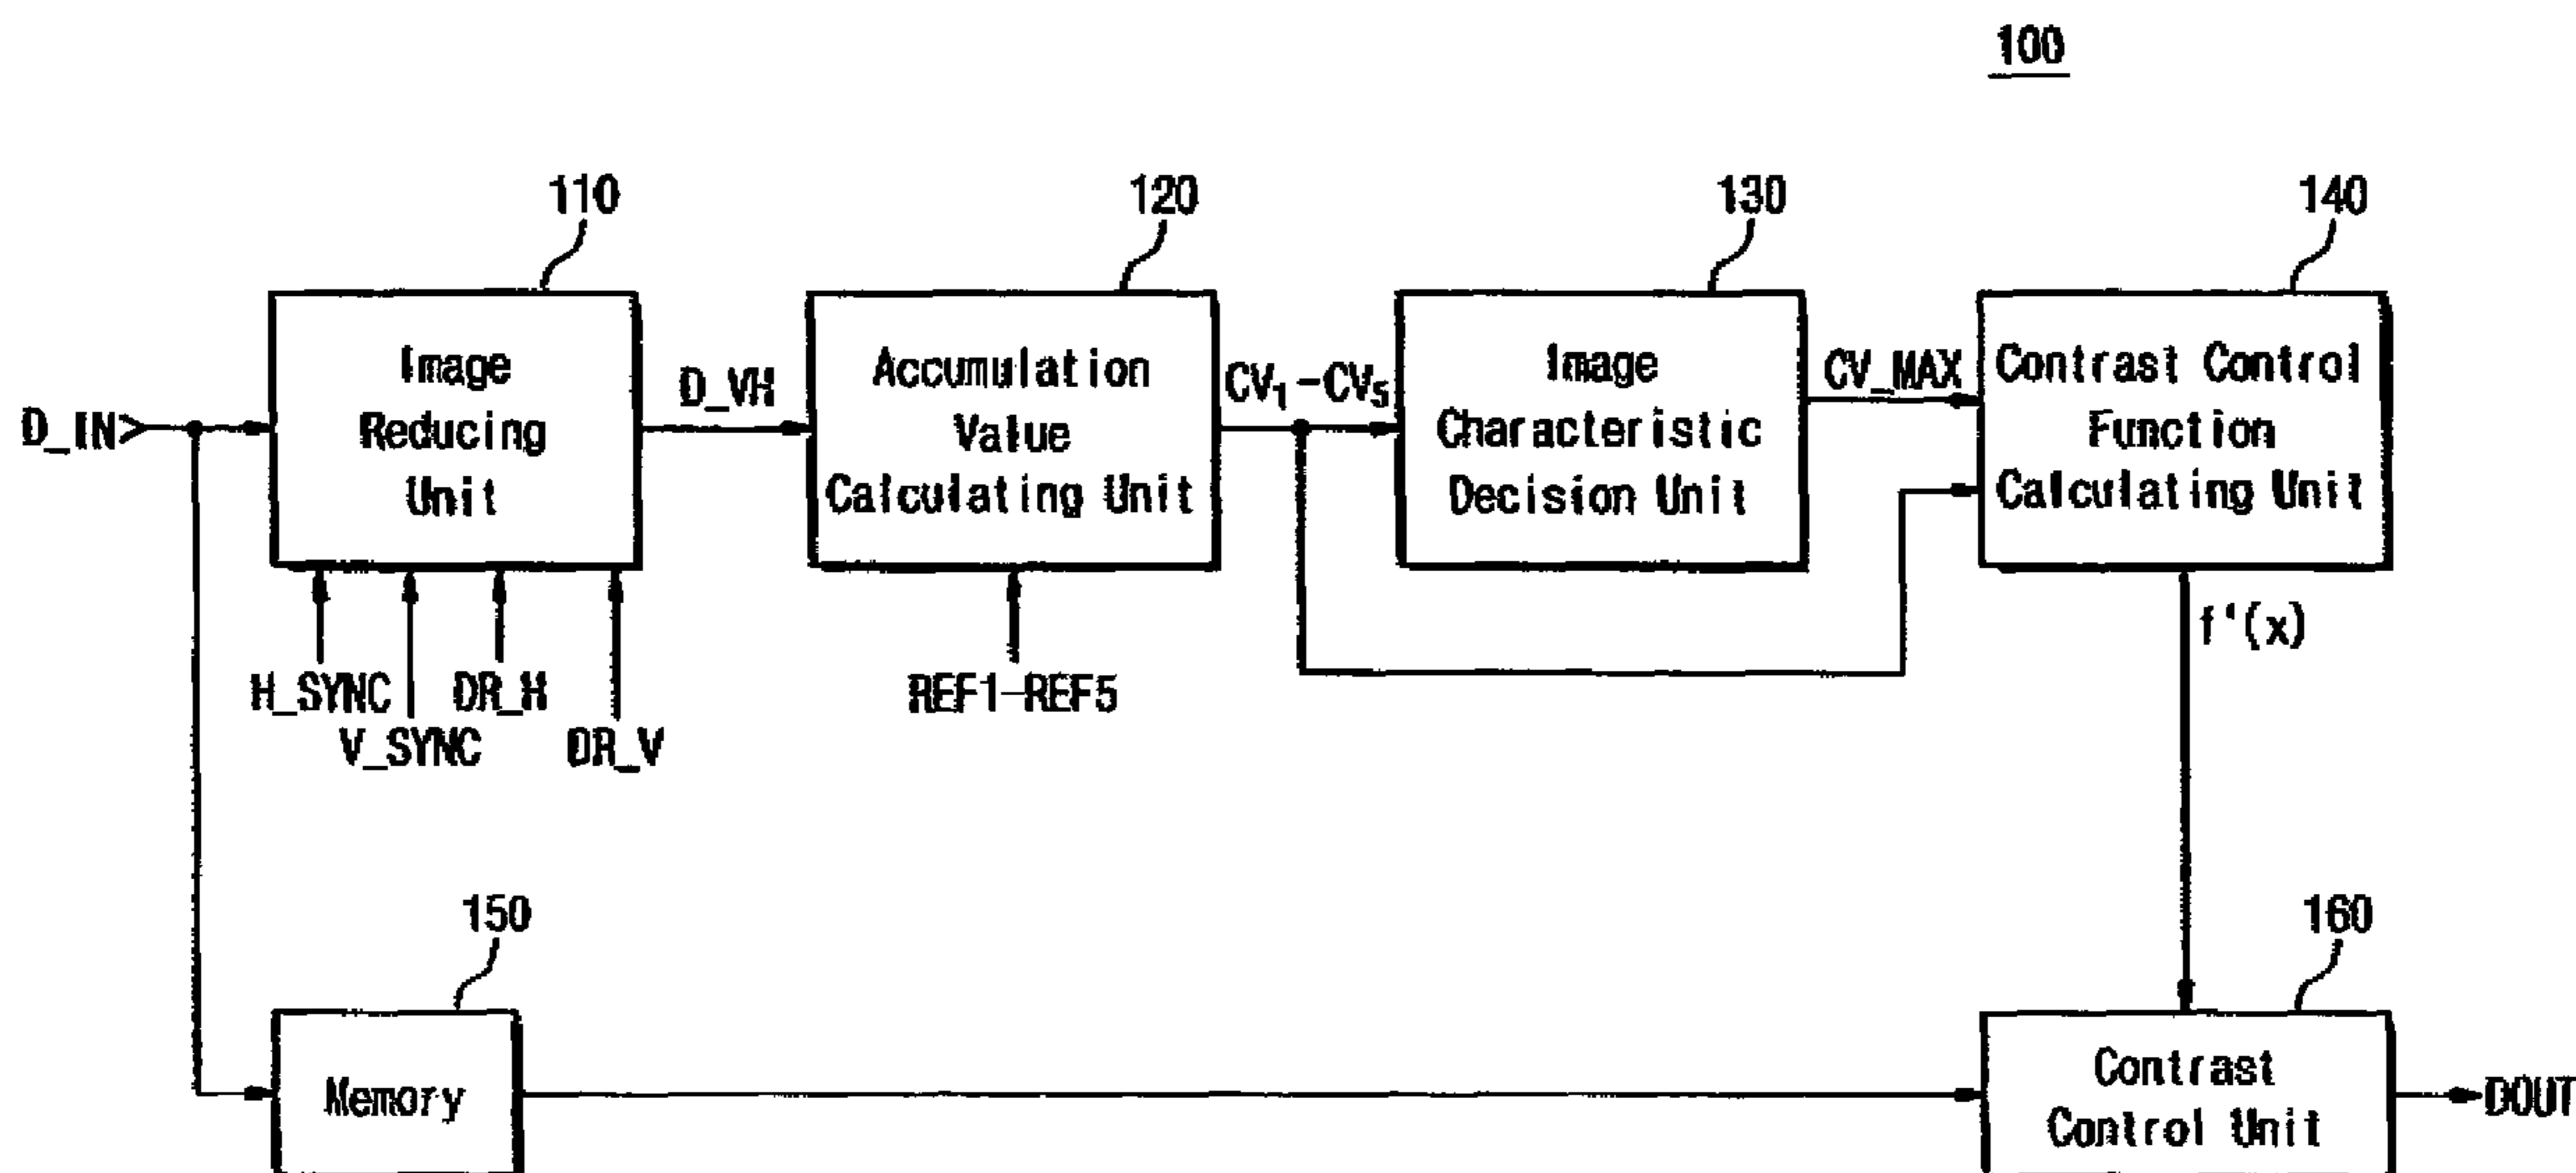 100
110
120
130
140
D_IN
Image
Reducing
Unit
D_VH
Accumulation
Value
Calculating Unit
CV₁-CV₅
Image
Characteristic
Decision Unit
CV_MAX
Contrast Control
Function
Calculating Unit
H_SYNC
V_SYNC
DR_H
DR_V
REF1-REF5
f'(x)
150
160
Memory
Contrast
Control Unit
DOUT